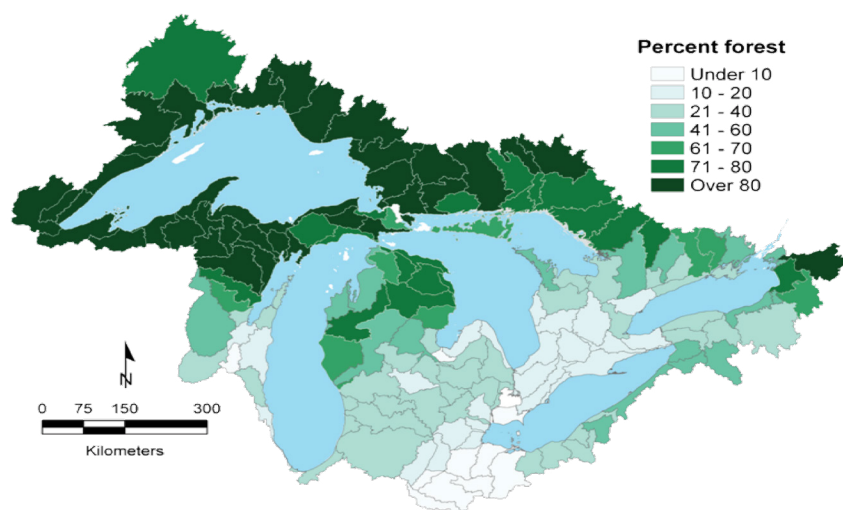 Percent forest
Under 10
10 - 20
21 - 40
41 - 60
61 - 70
71 - 80
Over 80
N
0 75 150 300
Kilometers